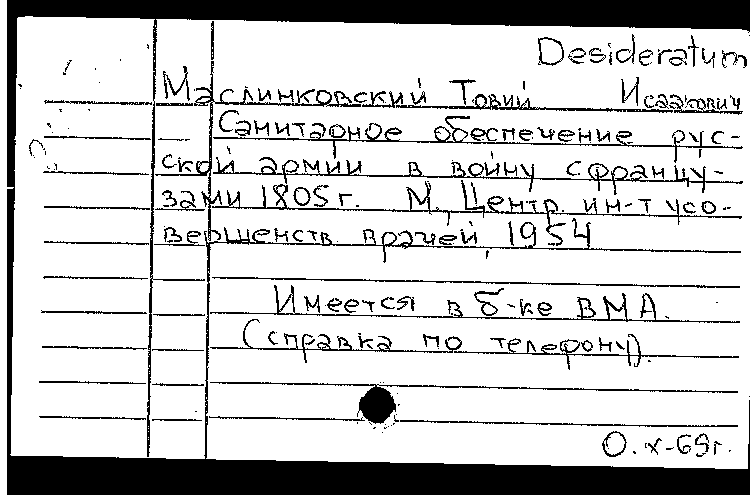 Desideratum
Маслинковский Товий Исаакович
Санитарное обеспечение рус-
ской армии в войну с францу-
зами 1805 г. М., Центр. ин-т усо-
вершенств. врачей, 1954
Имеется в б-ке ВМА.
(справка по телефону).
О. х-69г.